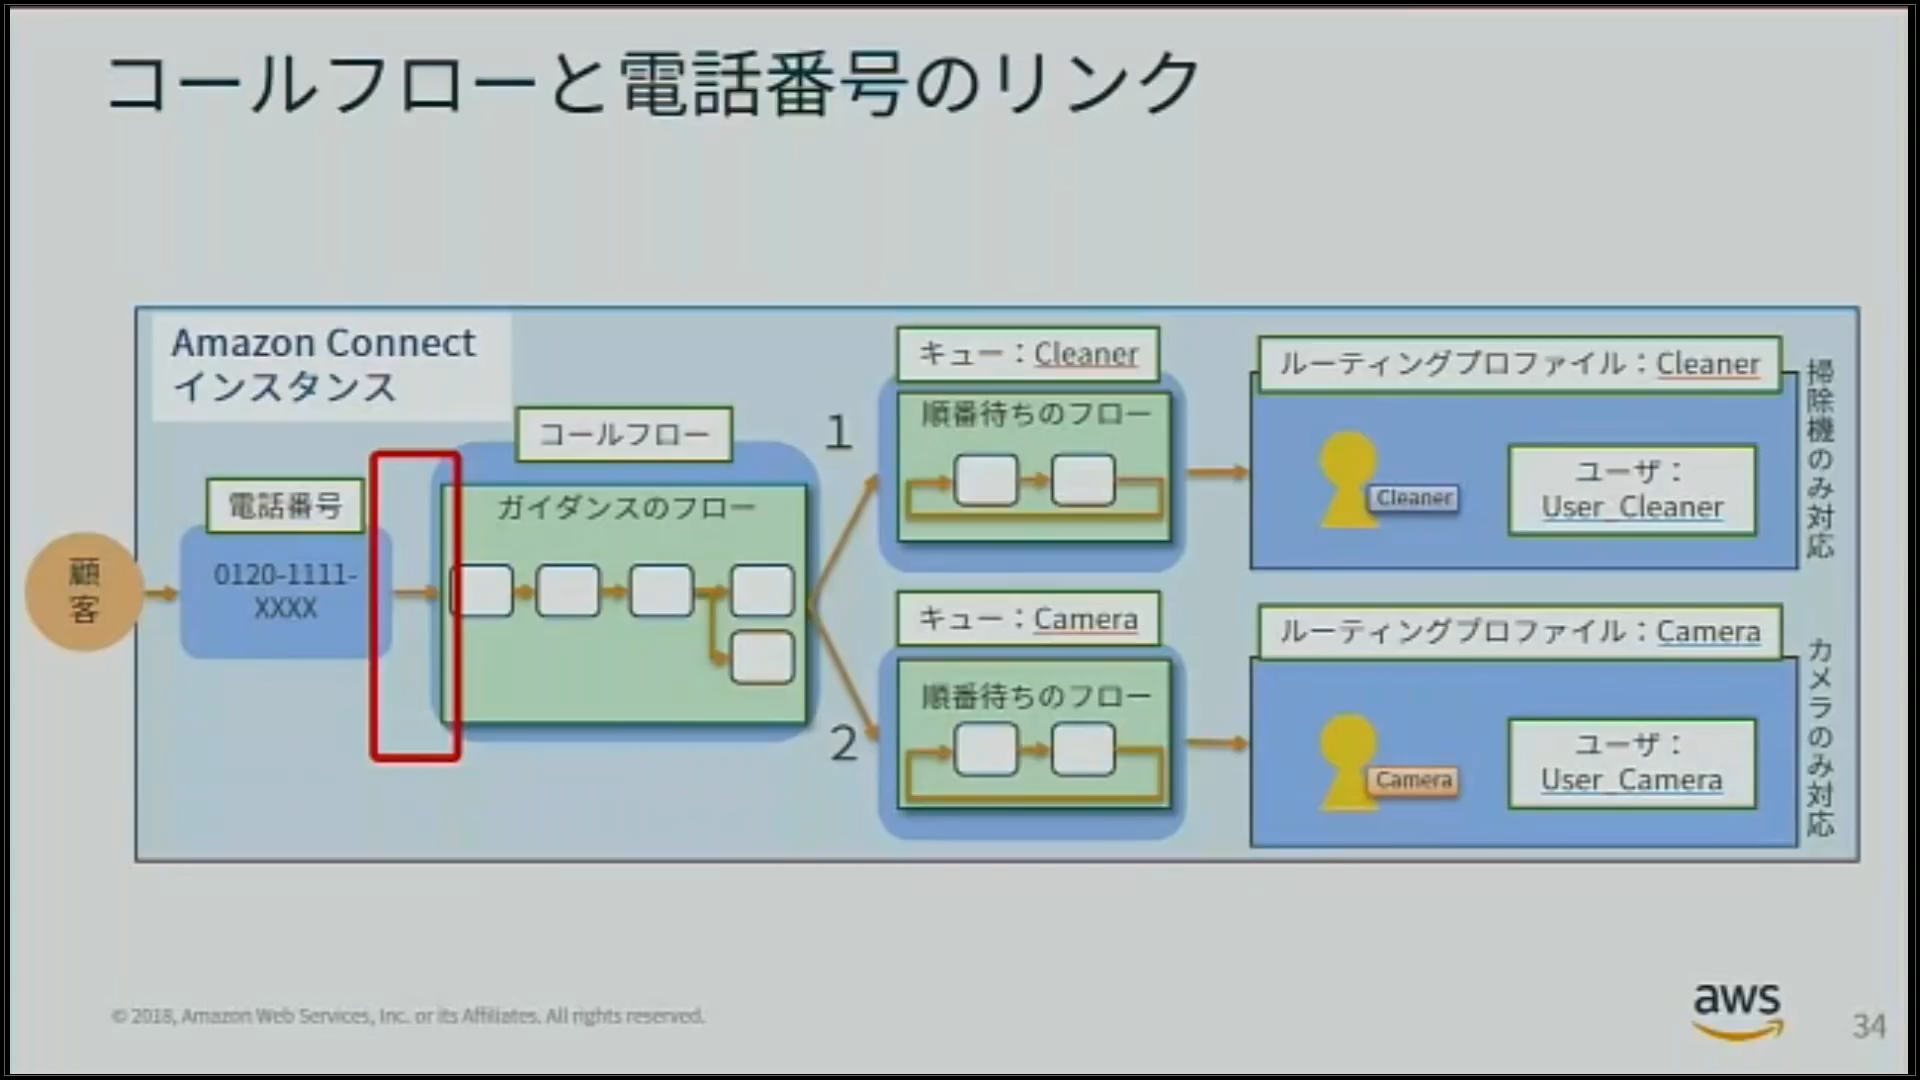 コールフローと電話番号のリンク
Amazon Connect
インスタンス
顧
客
電話番号
0120-1111-
XXXX
コールフロー
ガイダンスのフロー
1
2
キュー：Cleaner
順番待ちのフロー
キュー：Camera
順番待ちのフロー
ルーティングプロファイル：Cleaner
Cleaner
ユーザ：
User_Cleaner
掃除機のみ対応
ルーティングプロファイル：Camera
Camera
ユーザ：
User_Camera
カメラのみ対応
© 2018, Amazon Web Services, Inc. or its Affiliates. All rights reserved.
aws
34